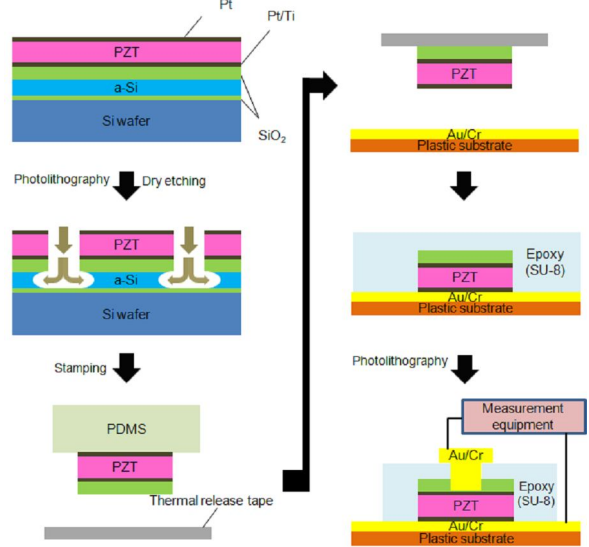 Pt
Pt/Ti
PZT
a-Si
Si wafer
SiO2
Photolithography
Dry etching
PZT
a-Si
Si wafer
Stamping
PDMS
PZT
Thermal release tape
PZT
Au/Cr
Plastic substrate
Epoxy
(SU-8)
PZT
Au/Cr
Plastic substrate
Photolithography
Measurement
equipment
Au/Cr
Epoxy
(SU-8)
PZT
Au/Cr
Plastic substrate